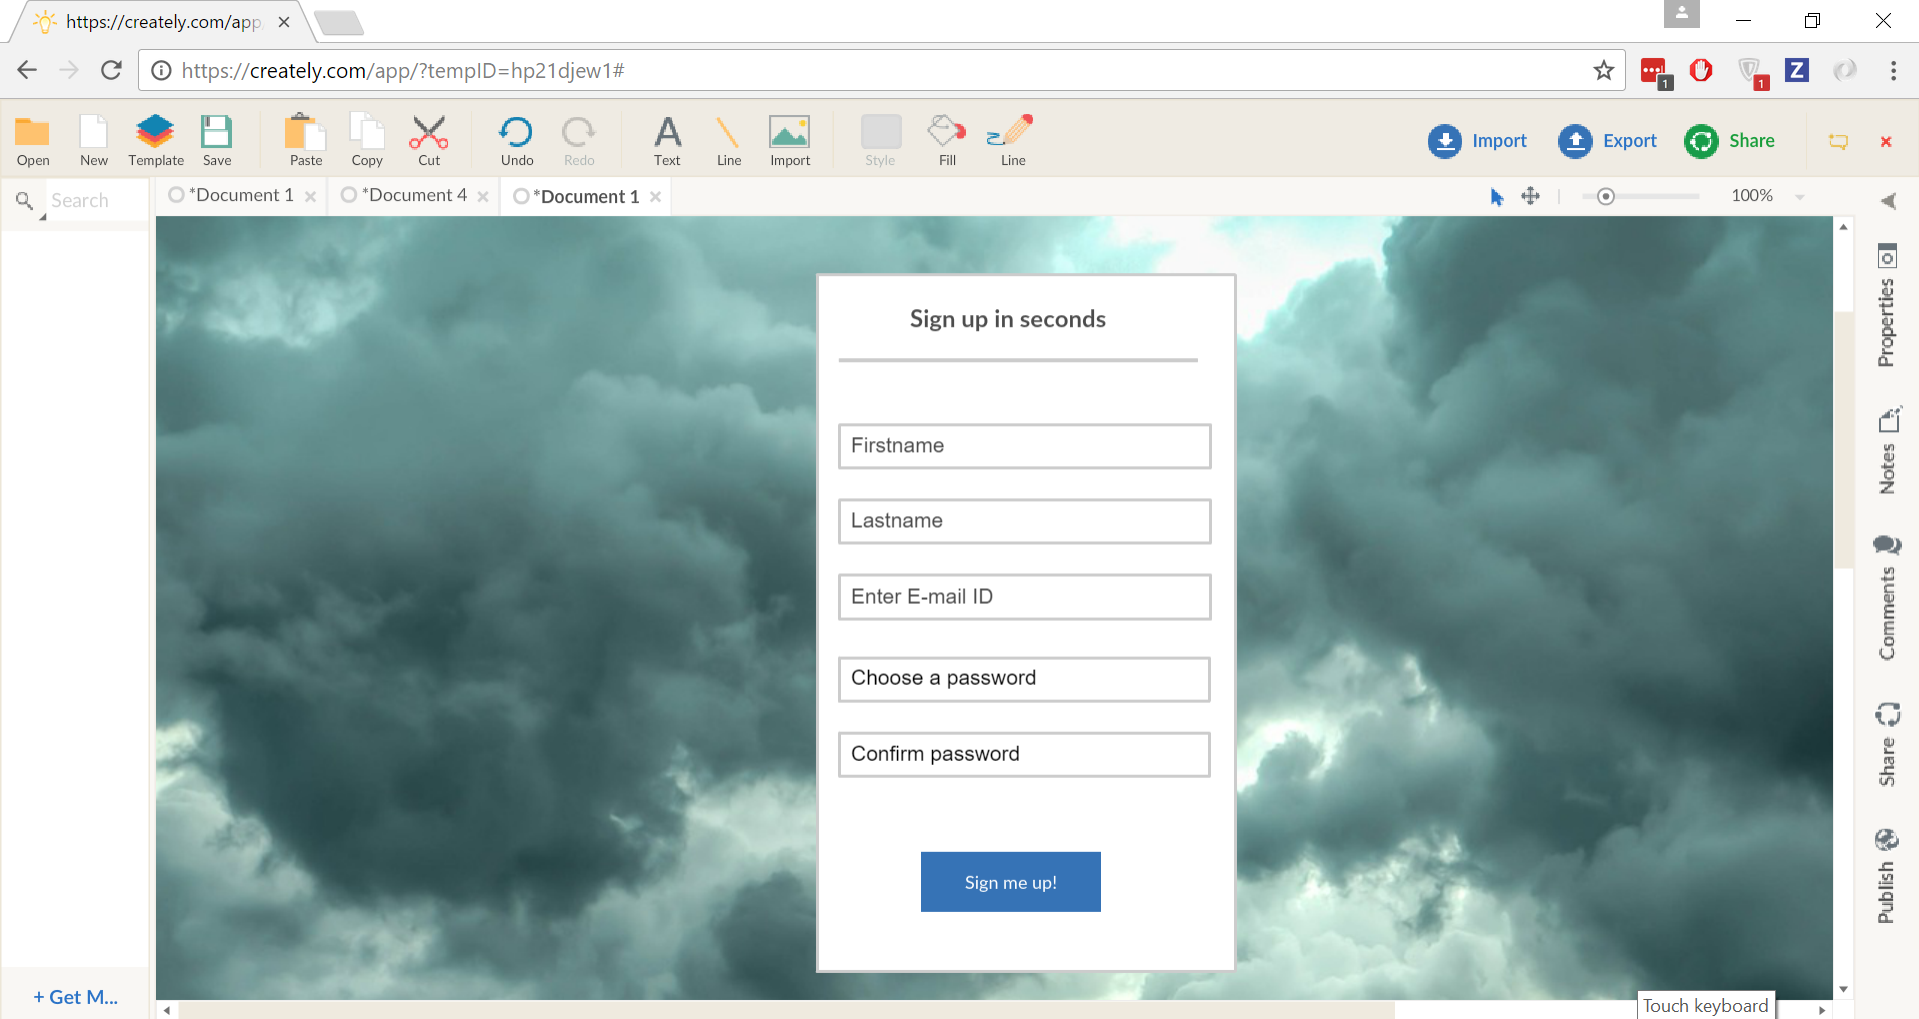 https://creately.com/app
https://creately.com/app/?tempID=hp21djew1#
1
1
Z
Open
New
Template
Save
Paste
Copy
Cut
Undo
Redo
Text
Line
Import
Style
Fill
Line
Import
Export
Share
Search
*Document 1
*Document 4
*Document 1
100%
Sign up in seconds
Firstname
Lastname
Enter E-mail ID
Choose a password
Confirm password
Sign me up!
Properties
Notes
Comments
Share
Publish
+ Get M...
Touch keyboard